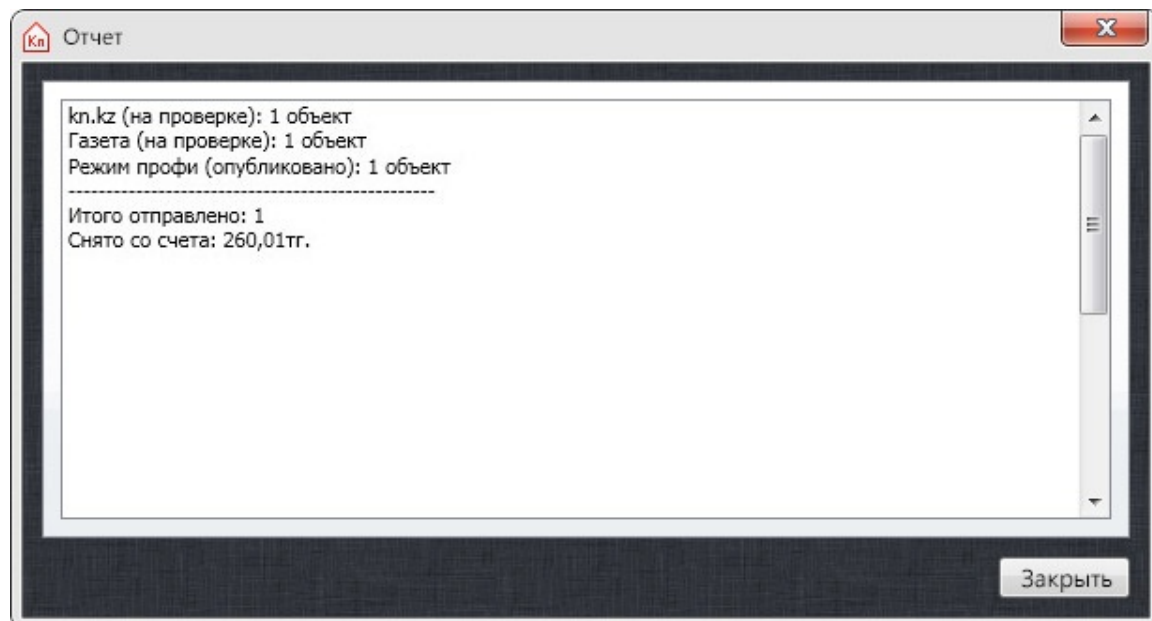 Кп Отчет
kn.kz (на проверке): 1 объект
Газета (на проверке): 1 объект
Режим профи (опубликовано): 1 объект
------------------------------------------------
Итого отправлено: 1
Снято со счета: 260,01тг.
Закрыть